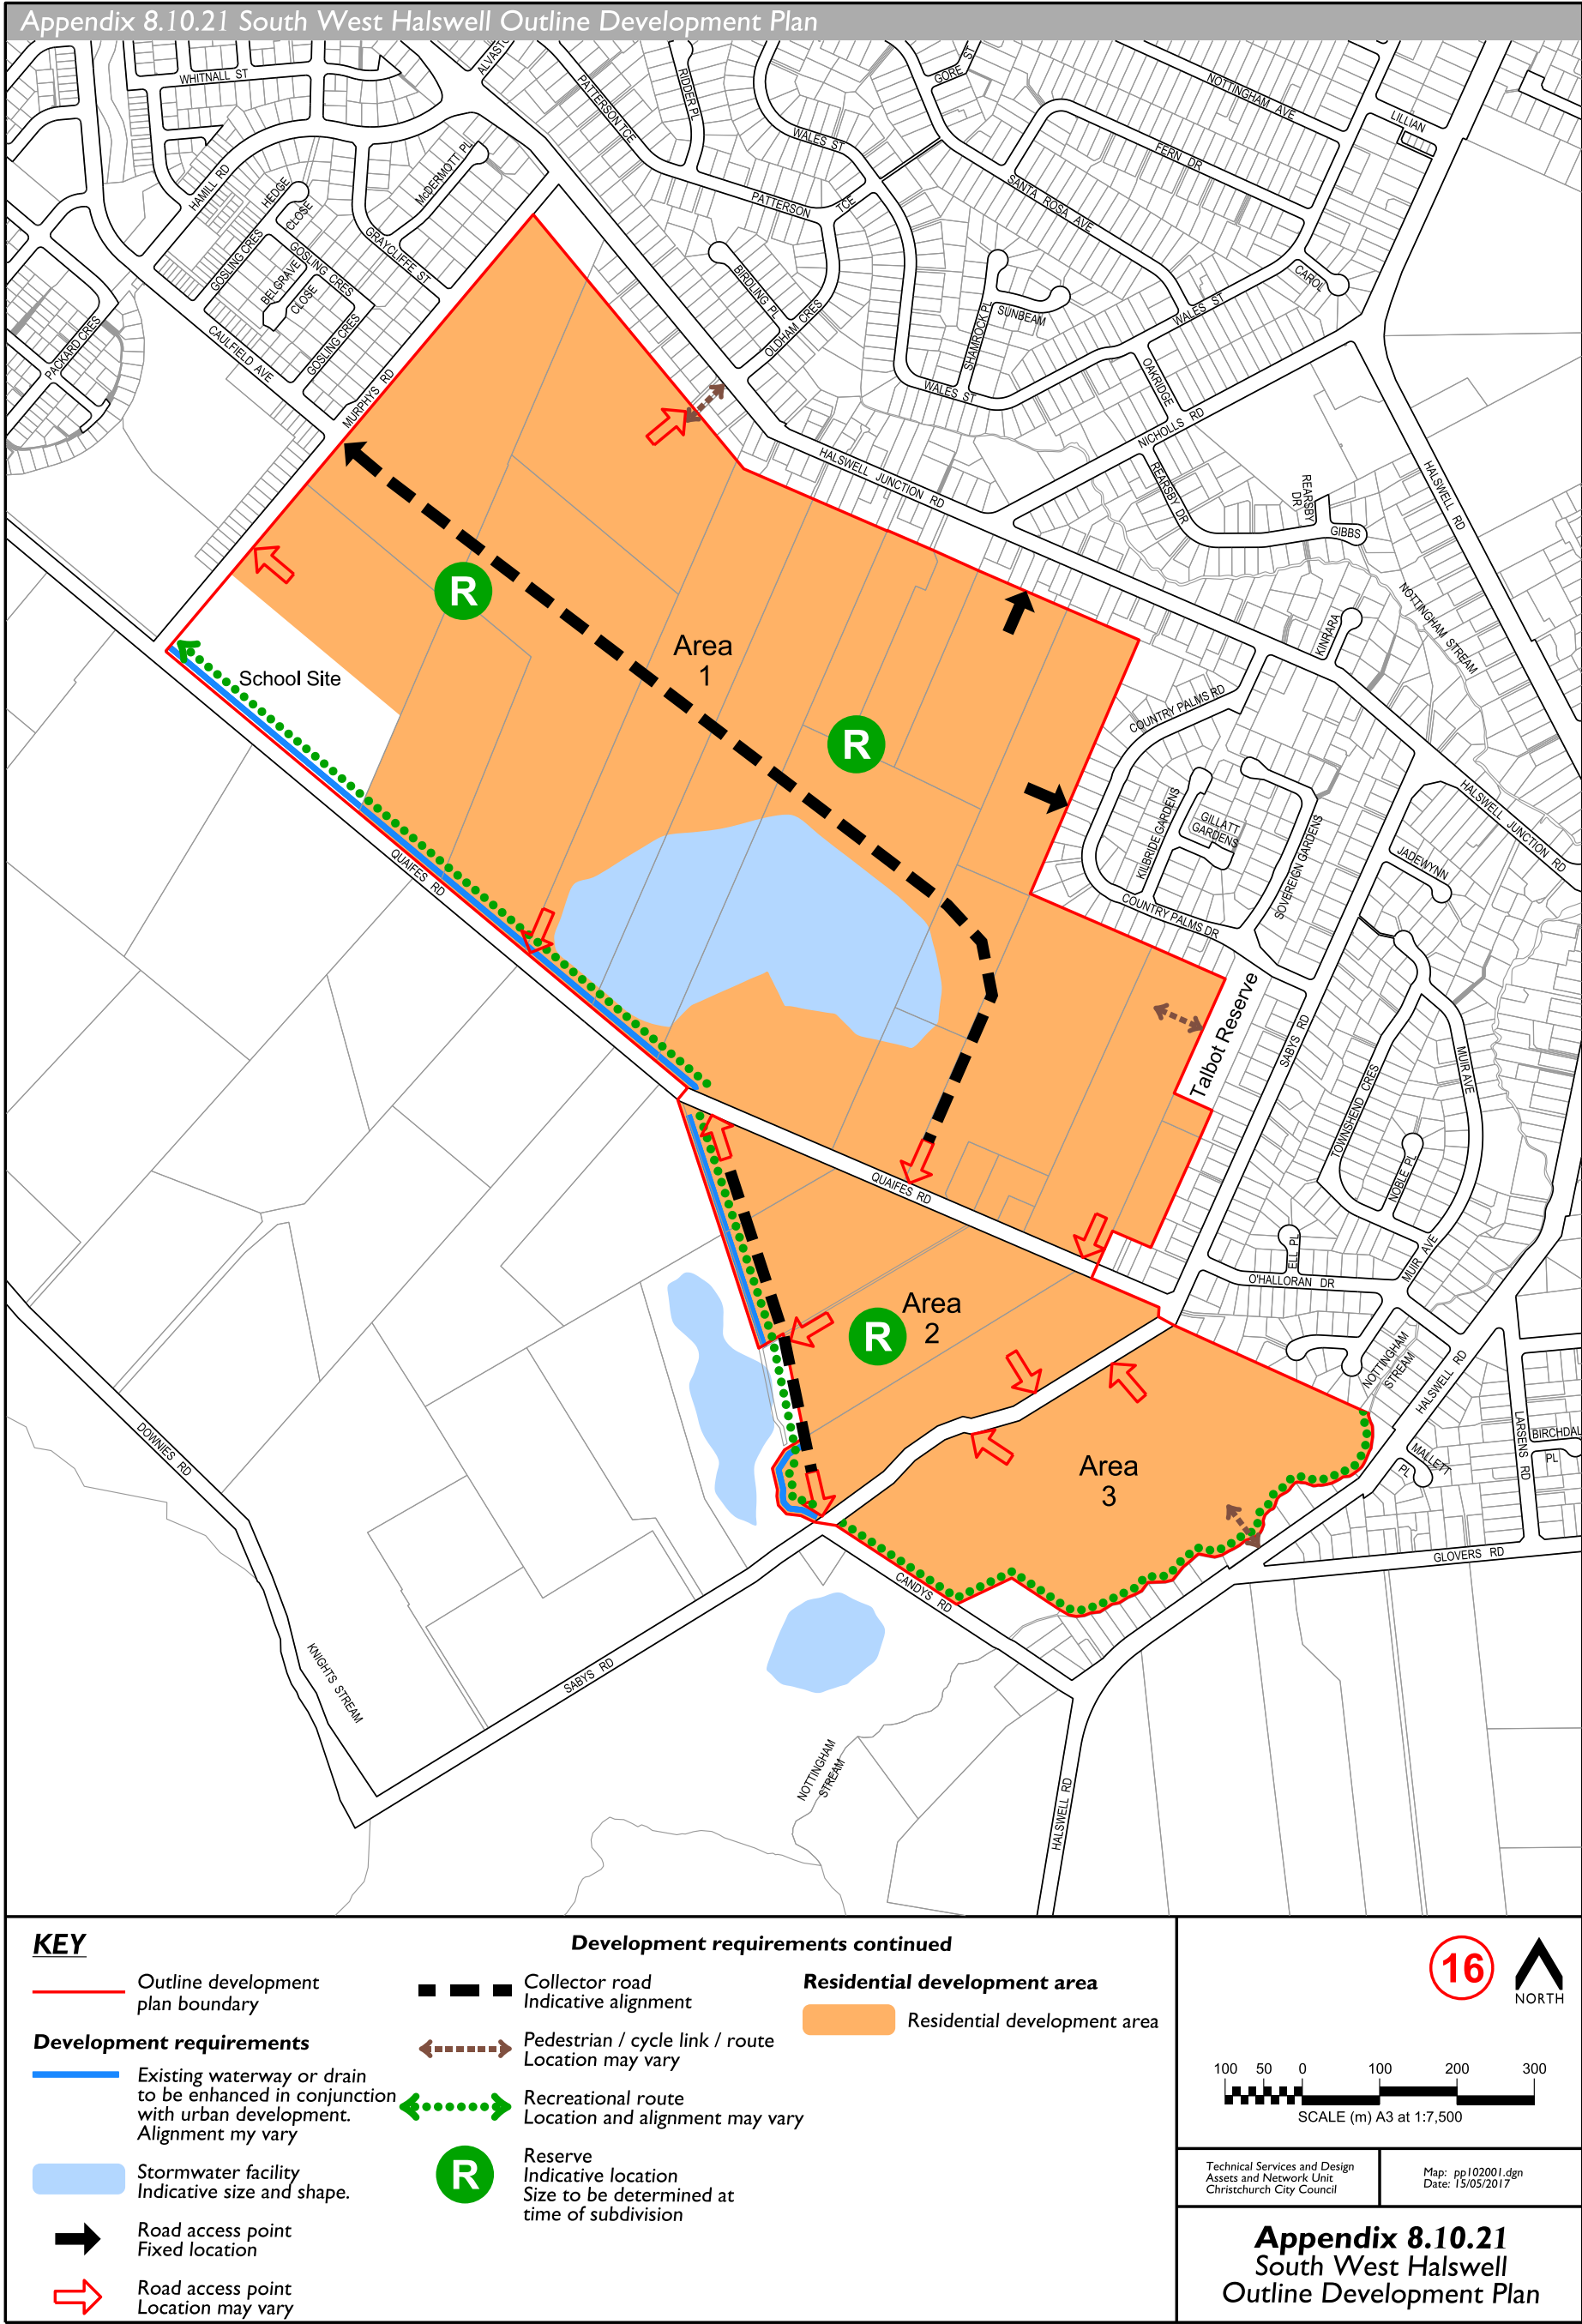 Appendix 8.10.21 South West Halswell Outline Development Plan
WHITNALL ST
PATTERSON TCE
RIDDER PL
GORE ST
NOTTINGHAM AVE
LILLIAN
WALES ST
FERN DR
HAMILL RD
HEDGE
CLOSE
McDERMOTT PL
PATTERSON
TCE
SANTA ROSA AVE
GOSLING CRES
GOSLING CRES
BELGRAVE
CLOSE
GRAYCLIFFE ST
BIRDLING PL
OLDHAM CRES
SHAMROCK PL
SUNBEAM
WALES ST
CAROL
PACKARD CRES
CAULFIELD AVE
GOSLING CRES
MURPHYS RD
WALES ST
OAKRIDGE
NICHOLLS RD
HALSWELL JUNCTION RD
REARSBY DR
REARSBY
DR
GIBBS
HALSWELL RD
NOTTINGHAM STREAM
KINRARA
R
Area
1
School Site
R
COUNTRY PALMS RD
KILBRIDE GARDENS
GILLATT
GARDENS
SOVEREIGN GARDENS
HALSWELL JUNCTION RD
JADEWYNN
QUAIFES RD
COUNTRY PALMS DR
Talbot Reserve
SABYS RD
TOWNSHEND CRES
MUIR AVE
NOBLE PL
QUAIFES RD
ELL PL
O'HALLORAN DR
MUIR AVE
Area
2
R
NOTTINGHAM
STREAM
HALSWELL RD
LARSENS RD
BIRCHDAL
PL
MALLETT
PL
DOWNIES RD
Area
3
GLOVERS RD
CANDYS RD
KNIGHTS STREAM
SABYS RD
NOTTINGHAM
STREAM
HALSWELL RD
KEY
Outline development
plan boundary
Development requirements
Existing waterway or drain
to be enhanced in conjunction
with urban development.
Alignment my vary
Stormwater facility
Indicative size and shape.
Road access point
Fixed location
Road access point
Location may vary
Development requirements continued
Collector road
Indicative alignment
Pedestrian / cycle link / route
Location may vary
Recreational route
Location and alignment may vary
R
Reserve
Indicative location
Size to be determined at
time of subdivision
Residential development area
Residential development area
16
NORTH
100 50 0 100 200 300
SCALE (m) A3 at 1:7,500
Technical Services and Design
Assets and Network Unit
Christchurch City Council
Map: pp102001.dgn
Date: 15/05/2017
Appendix 8.10.21
South West Halswell
Outline Development Plan